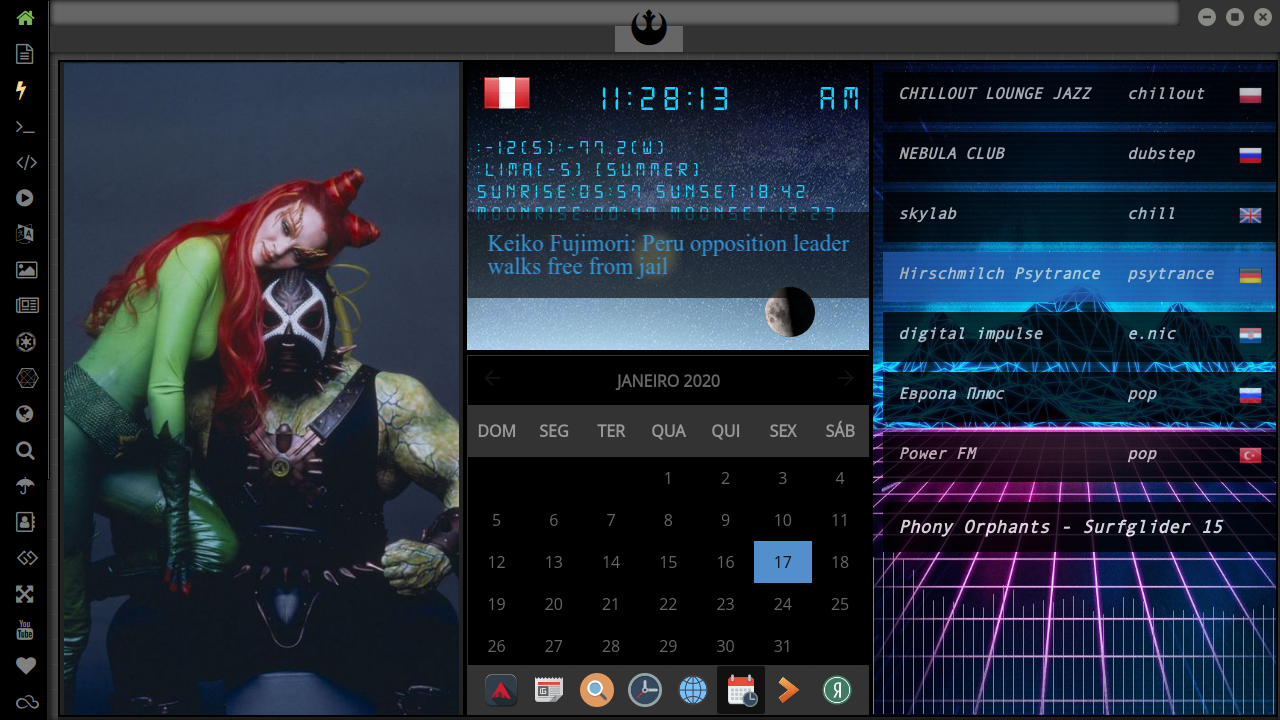 11:28:13 AM
:-12(S):-77.2(W)
:LIMA(-5) [SUMMER]
SUNRISE:05:57 SUNSET:18:42
MOONRISE:00:49 MOONSET:12:23
Keiko Fujimori: Peru opposition leader
walks free from jail
JANEIRO 2020
DOM SEG TER QUA QUI SEX SÁB
1 2 3 4
5 6 7 8 9 10 11
12 13 14 15 16 17 18
19 20 21 22 23 24 25
26 27 28 29 30 31
CHILLOUT LOUNGE JAZZ chillout
NEBULA CLUB dubstep
skylab chill
Hirschmilch Psytrance psytrance
digital impulse e.nic
Европа Плюс pop
Power FM pop
Phony Orphants - Surfglider 15
You
Tube
Я